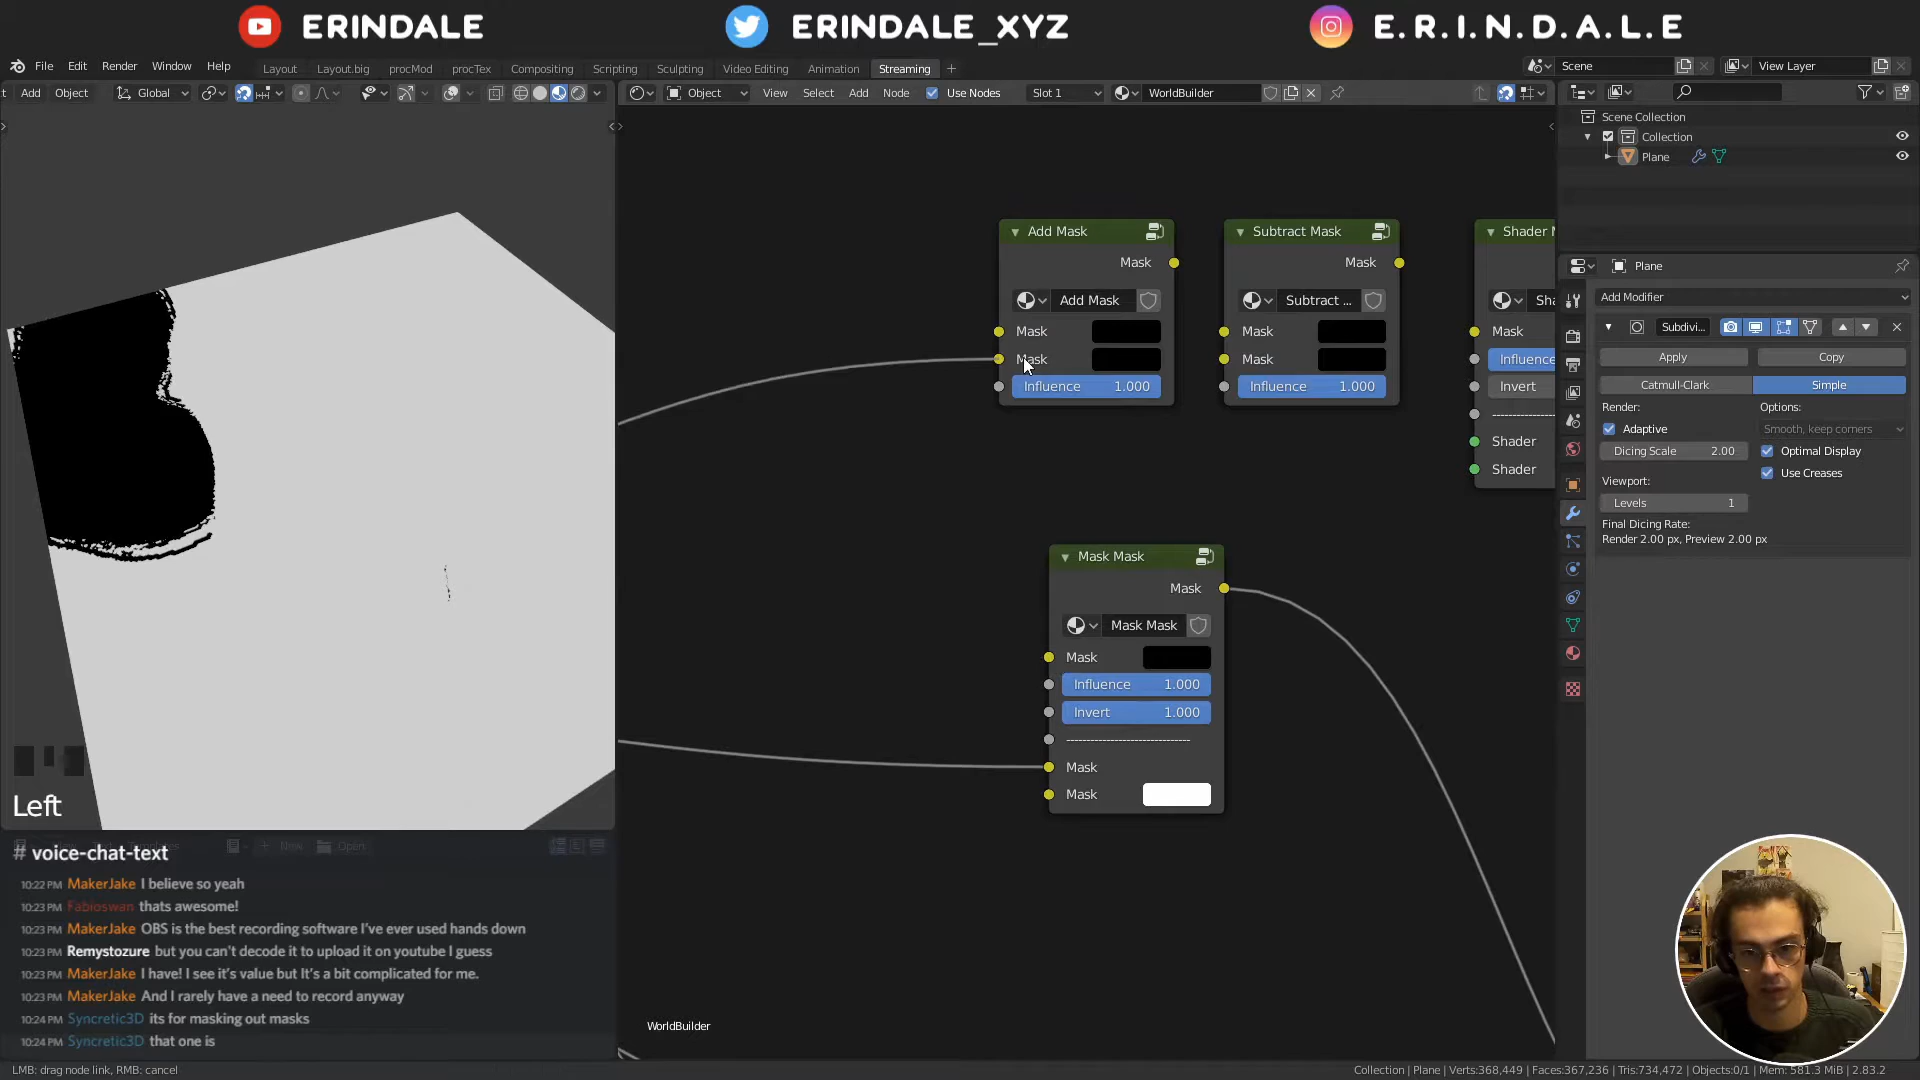 ERINDALE
ERINDALE_XYZ
E.R.I.N.D.A.L.E
File Edit Render Window Help
Layout Layout.big procMod procTex Compositing Scripting Sculpting Video Editing Animation Streaming +
Scene
View Layer
Add Object Global
Object View Select Add Node Use Nodes Slot 1 WorldBuilder
Scene Collection
Collection
Plane
Plane
Add Modifier
Subdivi...
Apply Copy
Catmull-Clark Simple
Render: Options:
Adaptive Smooth, keep corners
Dicing Scale 2.00 Optimal Display
Use Creases
Viewport:
Levels 1
Final Dicing Rate:
Render 2.00 px, Preview 2.00 px
Add Mask
Mask
Add Mask
Mask
Mask
Influence 1.000
Subtract Mask
Mask
Subtract ...
Mask
Mask
Influence 1.000
Shader M
Sha
Mask
Influence
Invert
------------------------------
Shader
Shader
Mask Mask
Mask
Mask Mask
Mask
Influence 1.000
Invert 1.000
------------------------------
Mask
Mask
Left
New Open
# voice-chat-text
10:22 PM MakerJake I believe so yeah
10:23 PM Fabioswan thats awesome!
10:23 PM MakerJake OBS is the best recording software I've ever used hands down
10:23 PM Remystozure but you can't decode it to upload it on youtube I guess
10:23 PM MakerJake I have! I see it's value but It's a bit complicated for me.
10:23 PM MakerJake And I rarely have a need to record anyway
10:24 PM Syncretic3D its for masking out masks
10:24 PM Syncretic3D that one is
WorldBuilder
LMB: drag node link, RMB: cancel
Collection | Plane | Verts:368,449 | Faces:367,236 | Tris:734,472 | Objects:0/1 | Mem: 581.3 MiB | 2.83.2